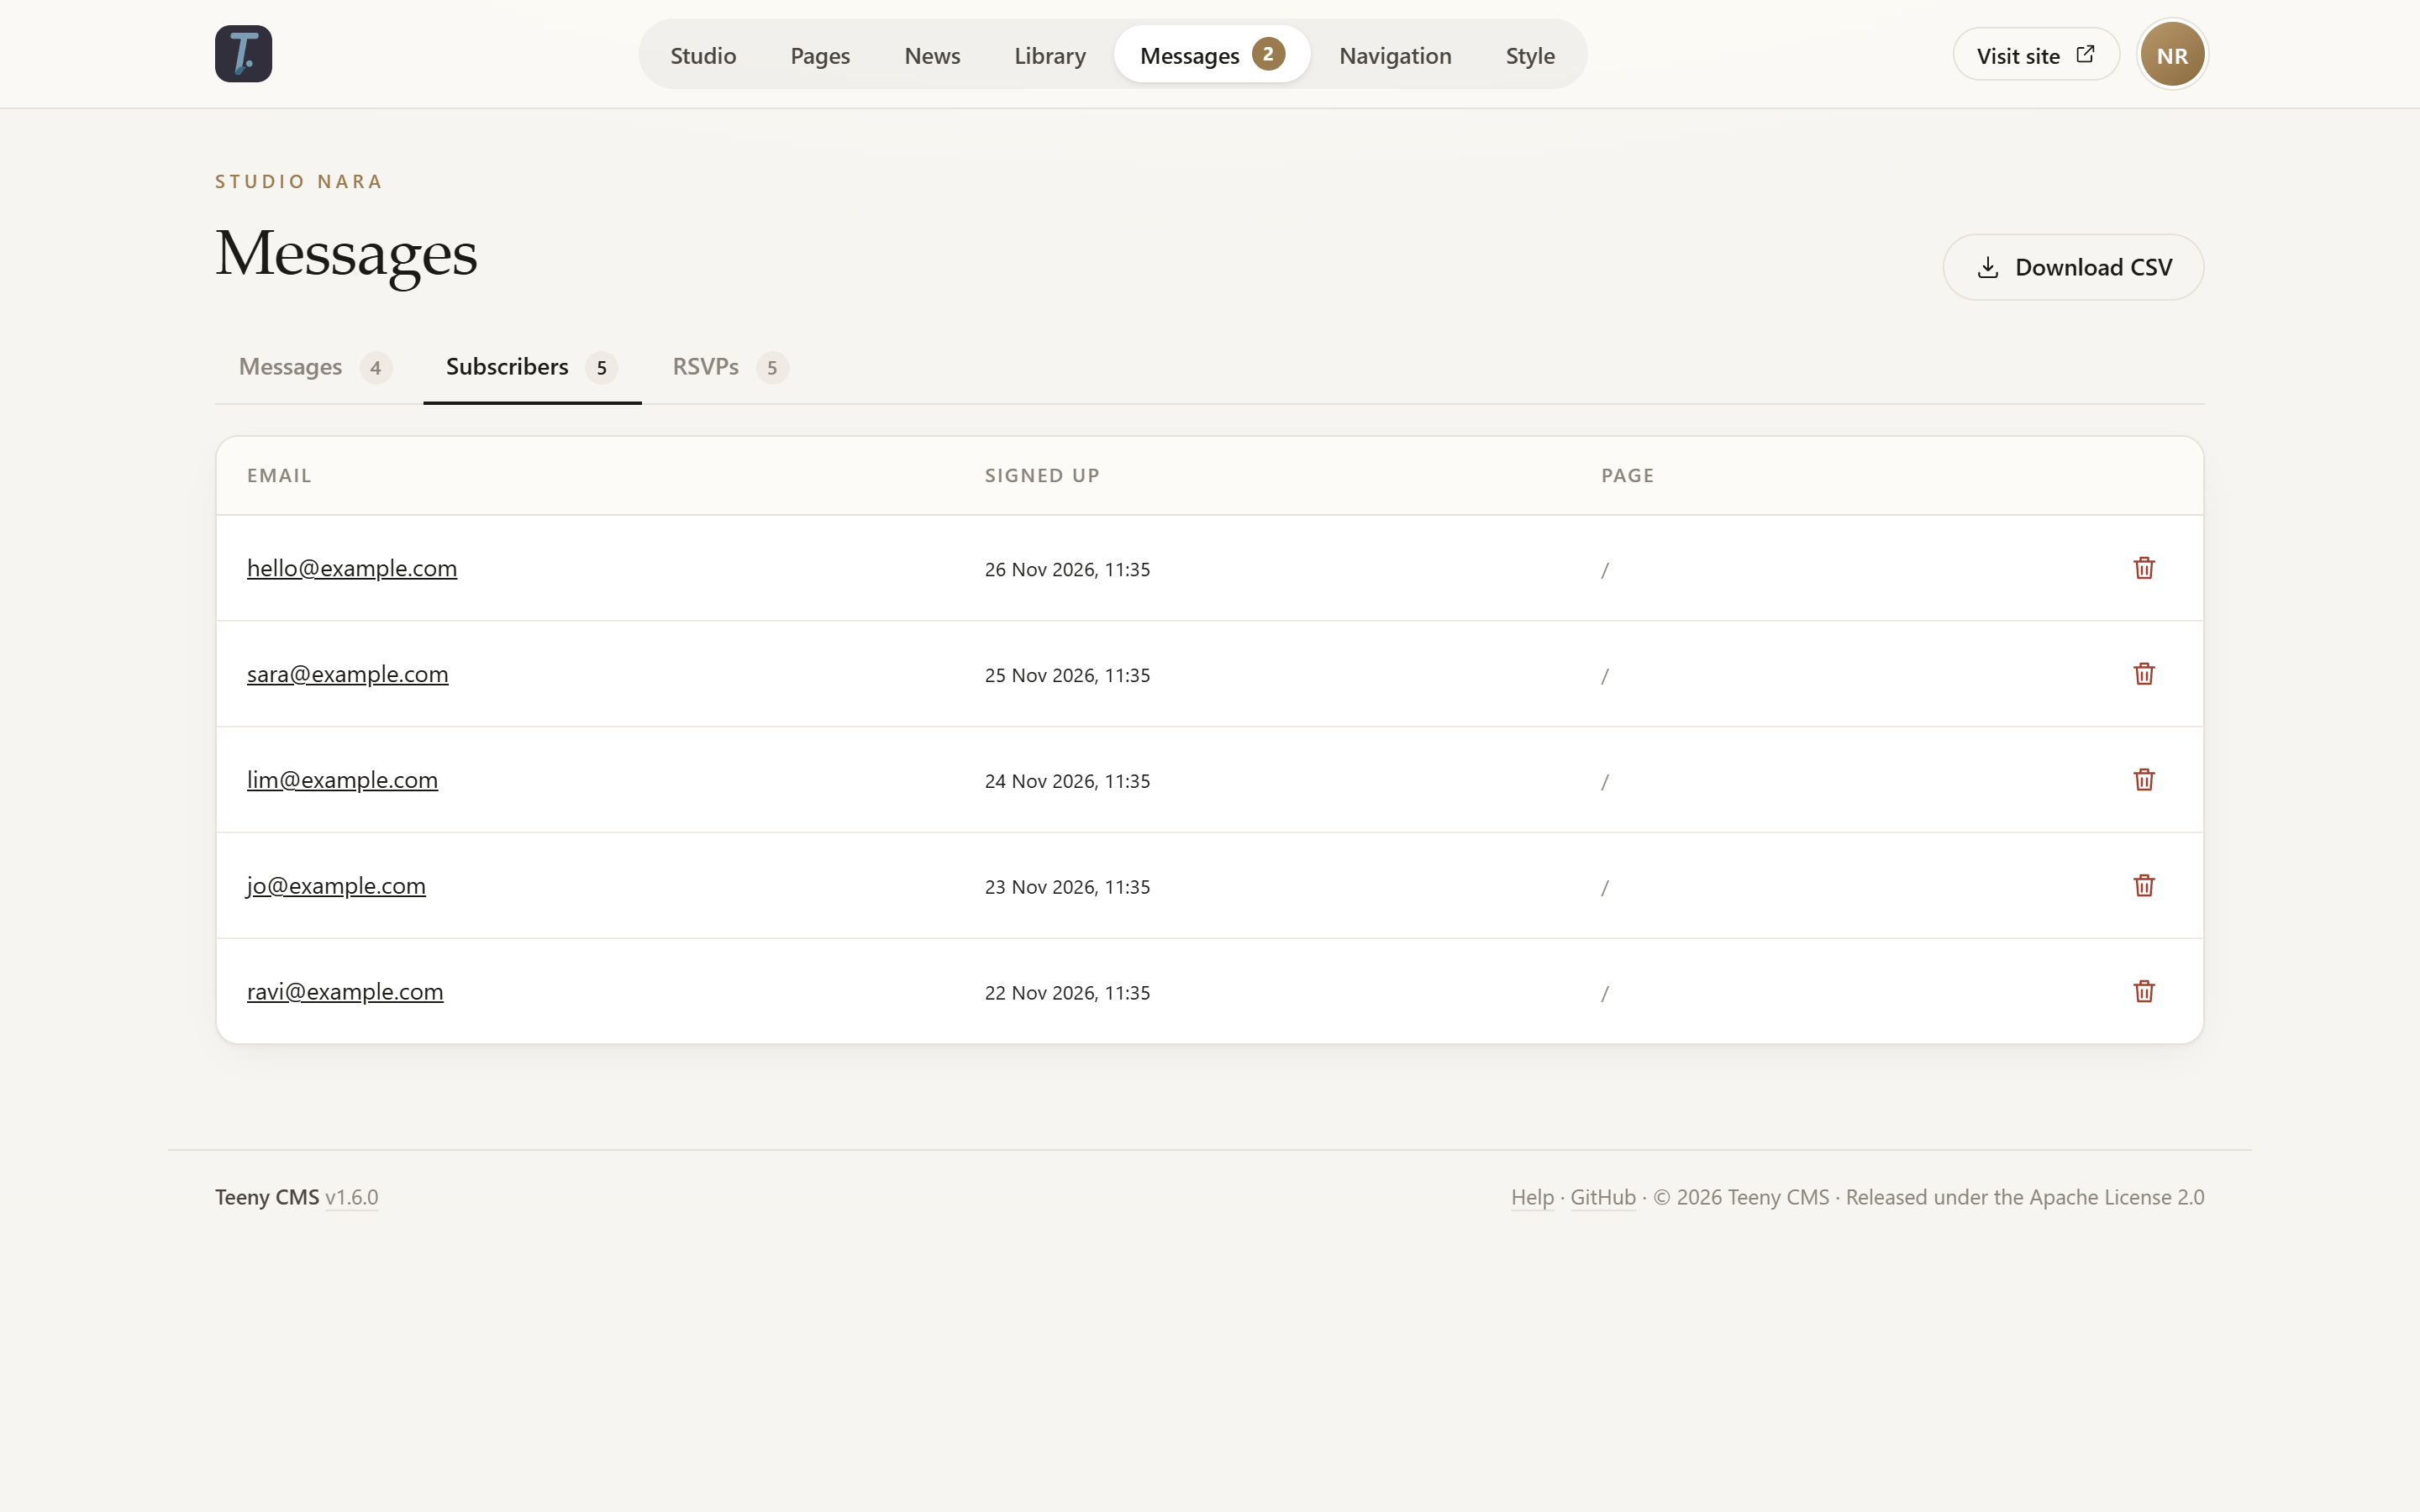 T.
Studio
Pages
News
Library
Messages 2
Navigation
Style
Visit site
NR
STUDIO NARA
Messages
Download CSV
Messages 4
Subscribers 5
RSVPs 5
EMAIL SIGNED UP PAGE
hello@example.com 26 Nov 2026, 11:35 /
sara@example.com 25 Nov 2026, 11:35 /
lim@example.com 24 Nov 2026, 11:35 /
jo@example.com 23 Nov 2026, 11:35 /
ravi@example.com 22 Nov 2026, 11:35 /
Teeny CMS v1.6.0
Help · GitHub · © 2026 Teeny CMS · Released under the Apache License 2.0